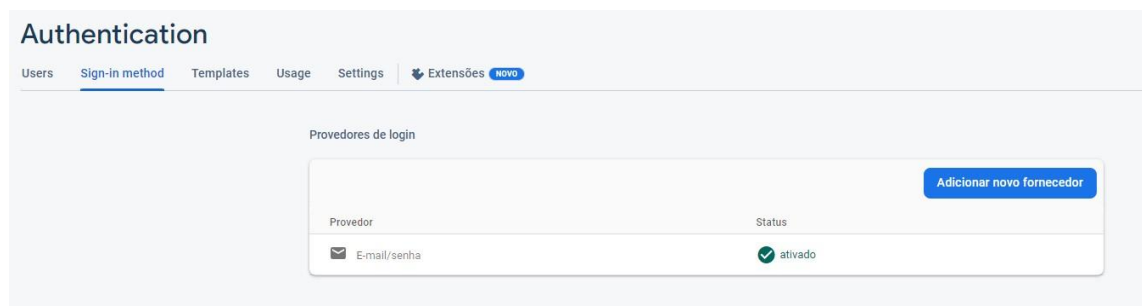 Authentication
Users Sign-in method Templates Usage Settings Extensões NOVO
Provedores de login
Adicionar novo fornecedor
Provedor Status
E-mail/senha ativado